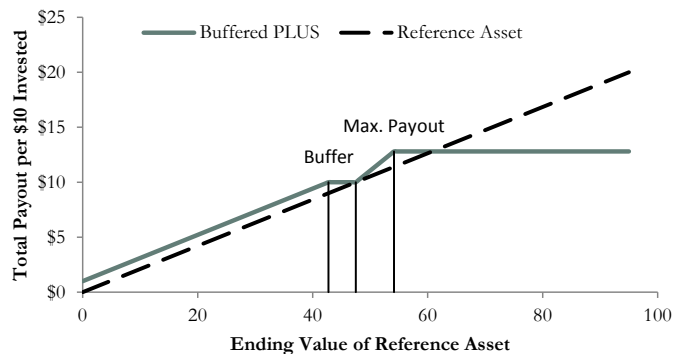 $25
Buffered PLUS Reference Asset
$20
$15
Max. Payout
Buffer
$10
$5
$0
0 20 40 60 80 100
Total Payout per $10 Invested
Ending Value of Reference Asset